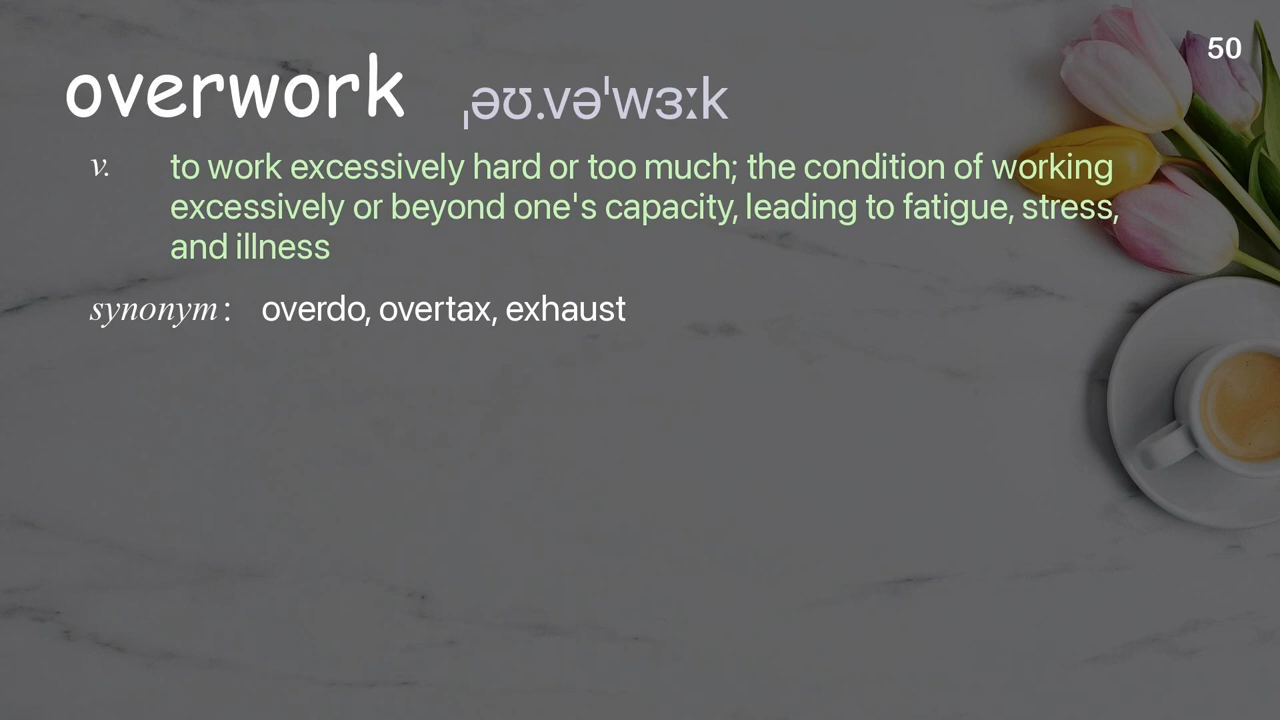 50
overwork ˌəʊ.vəˈwɜːk
v. to work excessively hard or too much; the condition of working
excessively or beyond one's capacity, leading to fatigue, stress,
and illness
synonym: overdo, overtax, exhaust